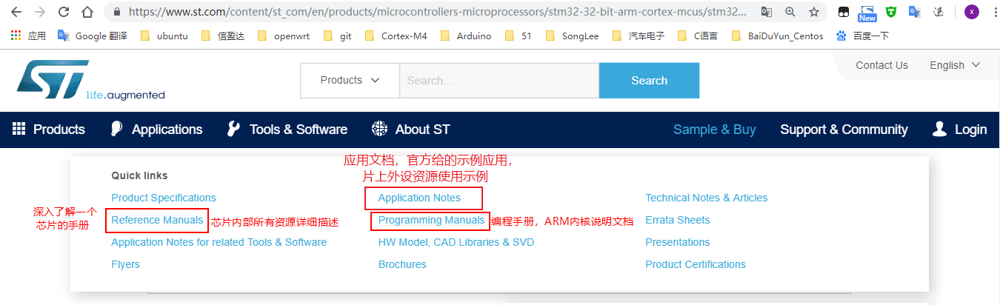 https://www.st.com/content/st_com/en/products/microcontrollers-microprocessors/stm32-32-bit-arm-cortex-mcus/stm32...
New
x
应用
Google 翻译
ubuntu
信盈达
openwrt
git
Cortex-M4
Arduino
51
SongLee
汽车电子
C语言
BaiDuYun_Centos
百度一下
ST
life.augmented
Products
Search...
Search
Contact Us
English
Products
Applications
Tools & Software
About ST
Sample & Buy
Support & Community
Login
应用文档，官方给的示例应用，
片上外设资源使用示例
Quick links
Product Specifications
Application Notes
Technical Notes & Articles
深入了解一个
芯片的手册
Reference Manuals
芯片内部所有资源详细描述
Programming Manuals
编程手册，ARM内核说明文档
Errata Sheets
Application Notes for related Tools & Software
HW Model, CAD Libraries & SVD
Presentations
Flyers
Brochures
Product Certifications